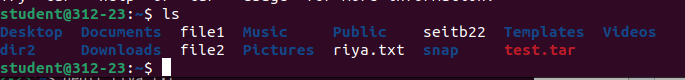 student@312-23:~$ ls
Desktop Documents file1 Music Public seitb22 Templates Videos
dir2 Downloads file2 Pictures riya.txt snap test.tar
student@312-23:~$